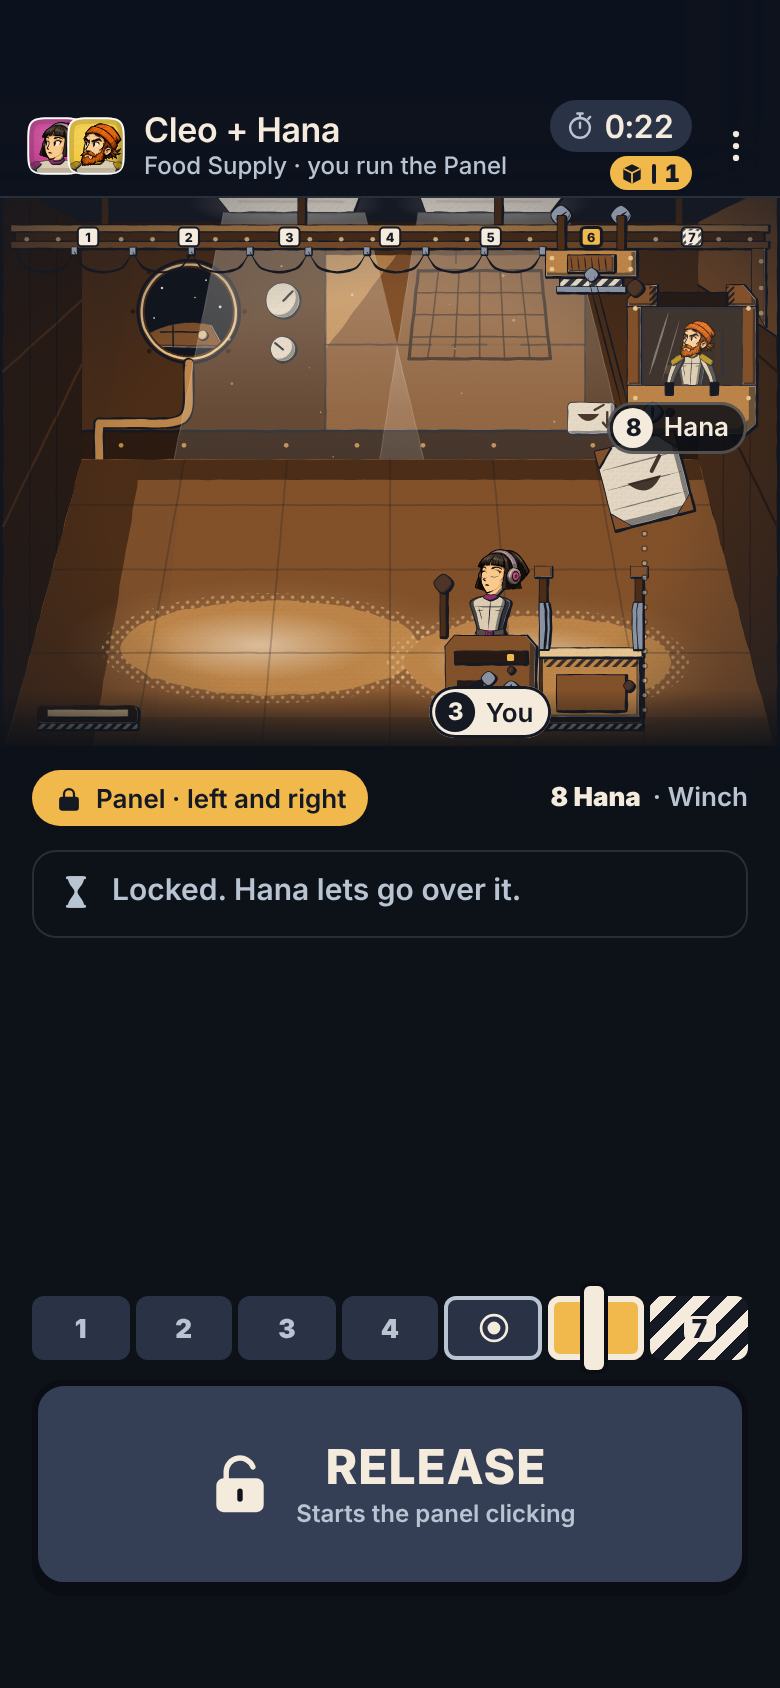 Cleo + Hana
Food Supply · you run the Panel
0:22
1
1 2 3 4 5 6 7
8 Hana
3 You
Panel · left and right
8 Hana · Winch
Locked. Hana lets go over it.
1 2 3 4 7
RELEASE
Starts the panel clicking